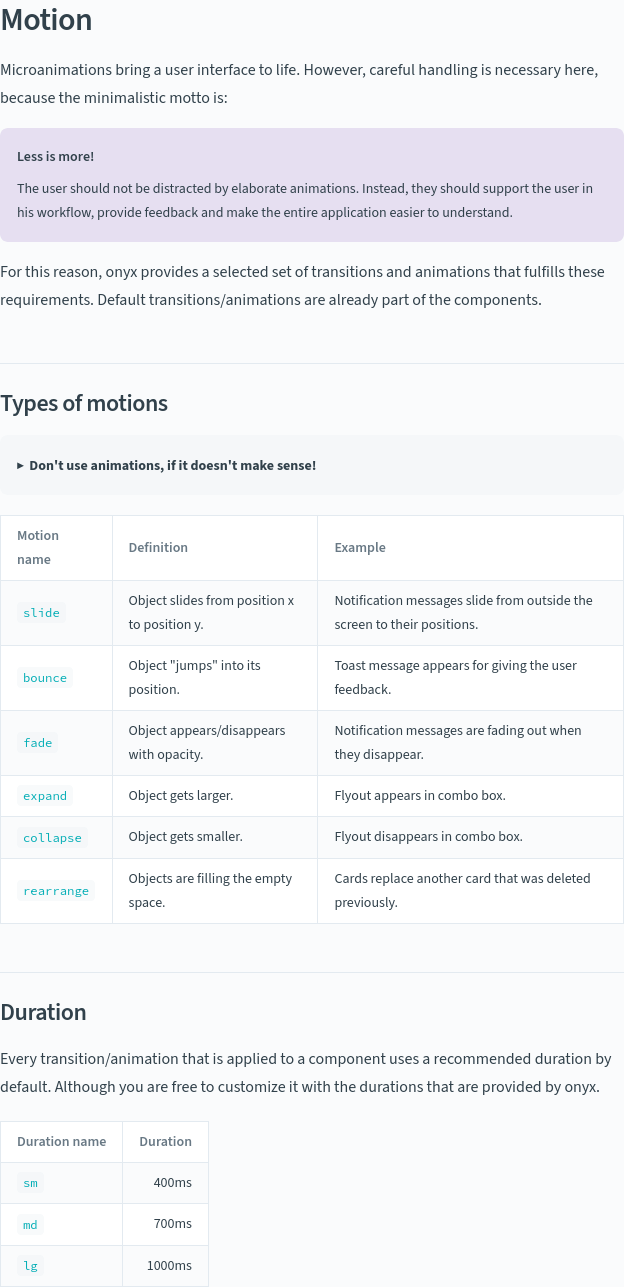 Motion
Microanimations bring a user interface to life. However, careful handling is necessary here,
because the minimalistic motto is:
Less is more!
The user should not be distracted by elaborate animations. Instead, they should support the user in
his workflow, provide feedback and make the entire application easier to understand.
For this reason, onyx provides a selected set of transitions and animations that fulfills these
requirements. Default transitions/animations are already part of the components.
Types of motions
Don't use animations, if it doesn't make sense!
Motion
name
Definition
Example
slide
Object slides from position x
to position y.
Notification messages slide from outside the
screen to their positions.
bounce
Object "jumps" into its
position.
Toast message appears for giving the user
feedback.
fade
Object appears/disappears
with opacity.
Notification messages are fading out when
they disappear.
expand
Object gets larger.
Flyout appears in combo box.
collapse
Object gets smaller.
Flyout disappears in combo box.
rearrange
Objects are filling the empty
space.
Cards replace another card that was deleted
previously.
Duration
Every transition/animation that is applied to a component uses a recommended duration by
default. Although you are free to customize it with the durations that are provided by onyx.
Duration name
Duration
sm
400ms
md
700ms
lg
1000ms